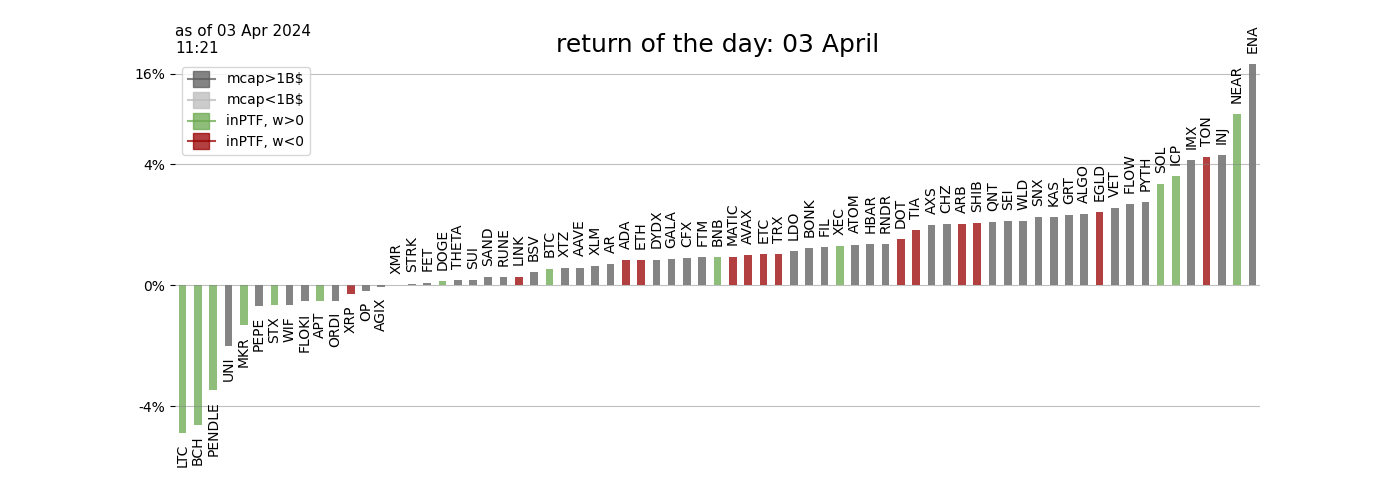 as of 03 Apr 2024
11:21
return of the day: 03 April
mcap>1B$
mcap<1B$
inPTF, w>0
inPTF, w<0
16%
4%
0%
-4%
LTC
BCH
PENDLE
UNI
MKR
PEPE
STX
WIF
FLOKI
APT
ORDI
XRP
OP
AGIX
XMR
STRK
FET
DOGE
THETA
SUI
SAND
RUNE
LINK
BSV
BTC
XTZ
AAVE
XLM
AR
ADA
ETH
DYDX
GALA
CFX
FTM
BNB
MATIC
AVAX
ETC
TRX
LDO
BONK
FIL
XEC
ATOM
HBAR
RNDR
DOT
TIA
AXS
CHZ
ARB
SHIB
QNT
SEI
WLD
SNX
KAS
GRT
ALGO
EGLD
VET
FLOW
PYTH
SOL
ICP
IMX
TON
INJ
NEAR
ENA